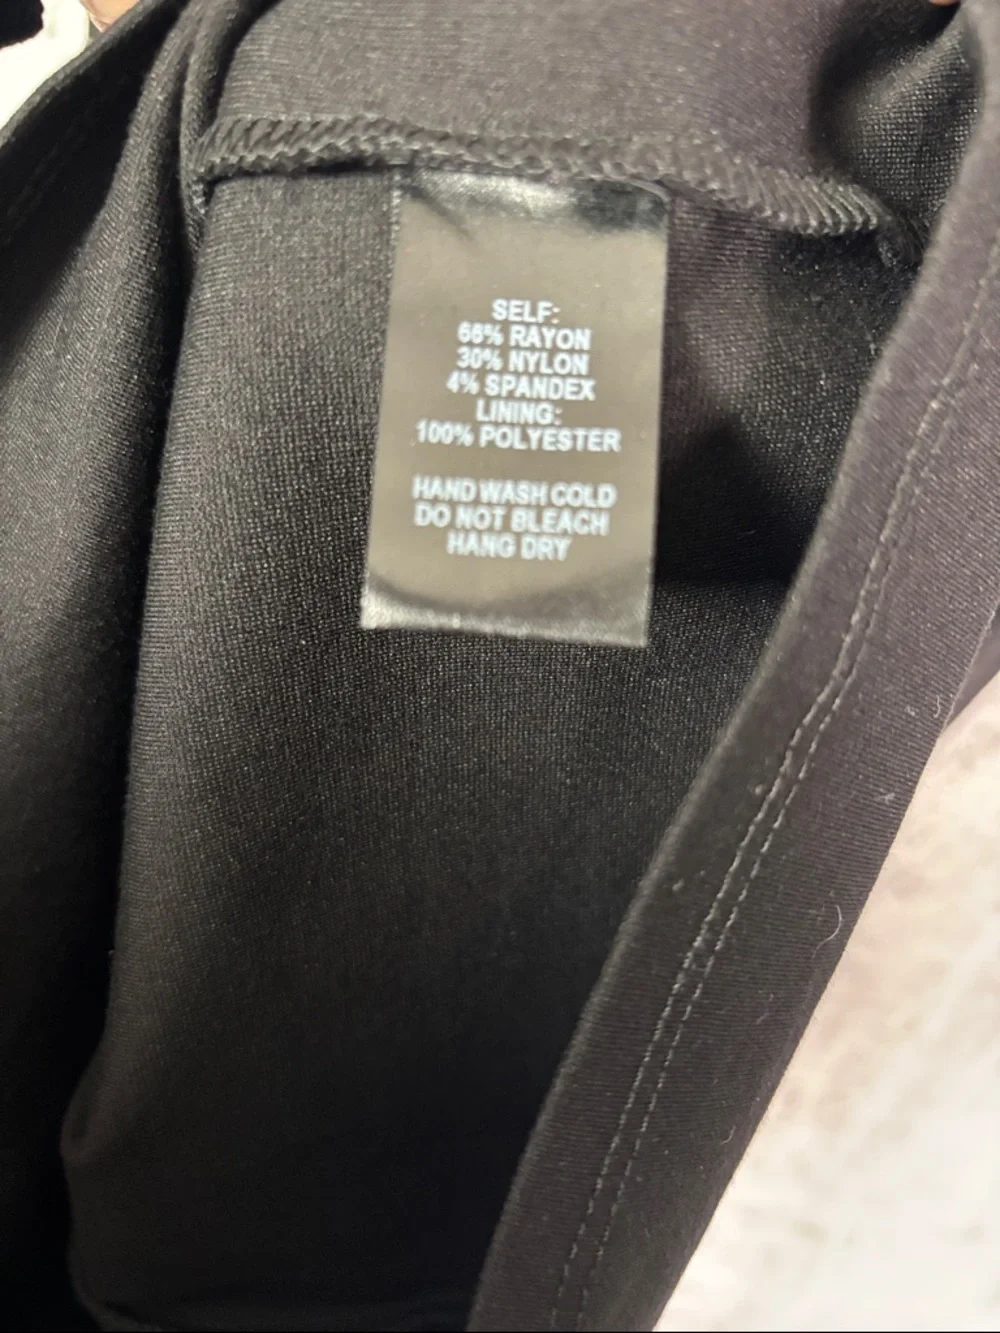 SELF:
66% RAYON
30% NYLON
4% SPANDEX
LINING:
100% POLYESTER
HAND WASH COLD
DO NOT BLEACH
HANG DRY